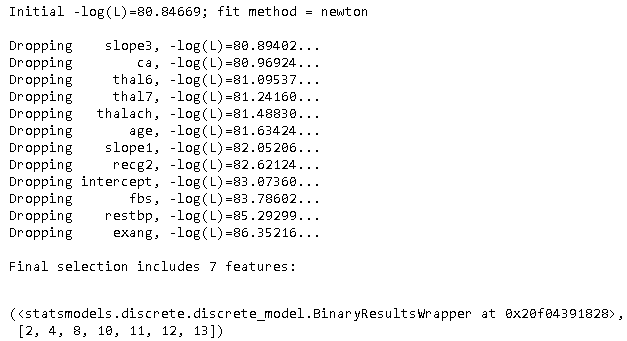 Initial -log(L)=80.84669; fit method = newton
Dropping slope3, -log(L)=80.89402...
Dropping ca, -log(L)=80.96924...
Dropping thal6, -log(L)=81.09537...
Dropping thal7, -log(L)=81.24160...
Dropping thalach, -log(L)=81.48830...
Dropping age, -log(L)=81.63424...
Dropping slope1, -log(L)=82.05206...
Dropping recg2, -log(L)=82.62124...
Dropping intercept, -log(L)=83.07360...
Dropping fbs, -log(L)=83.78602...
Dropping restbp, -log(L)=85.29299...
Dropping exang, -log(L)=86.35216...
Final selection includes 7 features:
(<statsmodels.discrete.discrete_model.BinaryResultsWrapper at 0x20f04391828>,
[2, 4, 8, 10, 11, 12, 13])